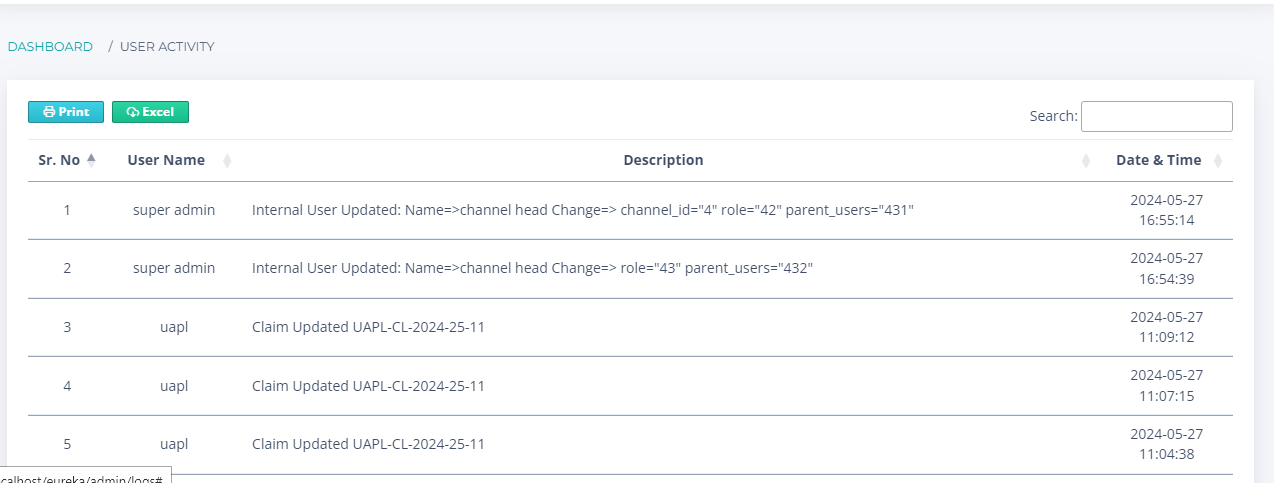 DASHBOARD / USER ACTIVITY
Print Excel Search:
Sr. No User Name Description Date & Time
1 super admin Internal User Updated: Name=>channel head Change=> channel_id="4" role="42" parent_users="431" 2024-05-27
16:55:14
2 super admin Internal User Updated: Name=>channel head Change=> role="43" parent_users="432" 2024-05-27
16:54:39
3 uapl Claim Updated UAPL-CL-2024-25-11 2024-05-27
11:09:12
4 uapl Claim Updated UAPL-CL-2024-25-11 2024-05-27
11:07:15
5 uapl Claim Updated UAPL-CL-2024-25-11 2024-05-27
11:04:38
calhost/eureka/admin/logs#